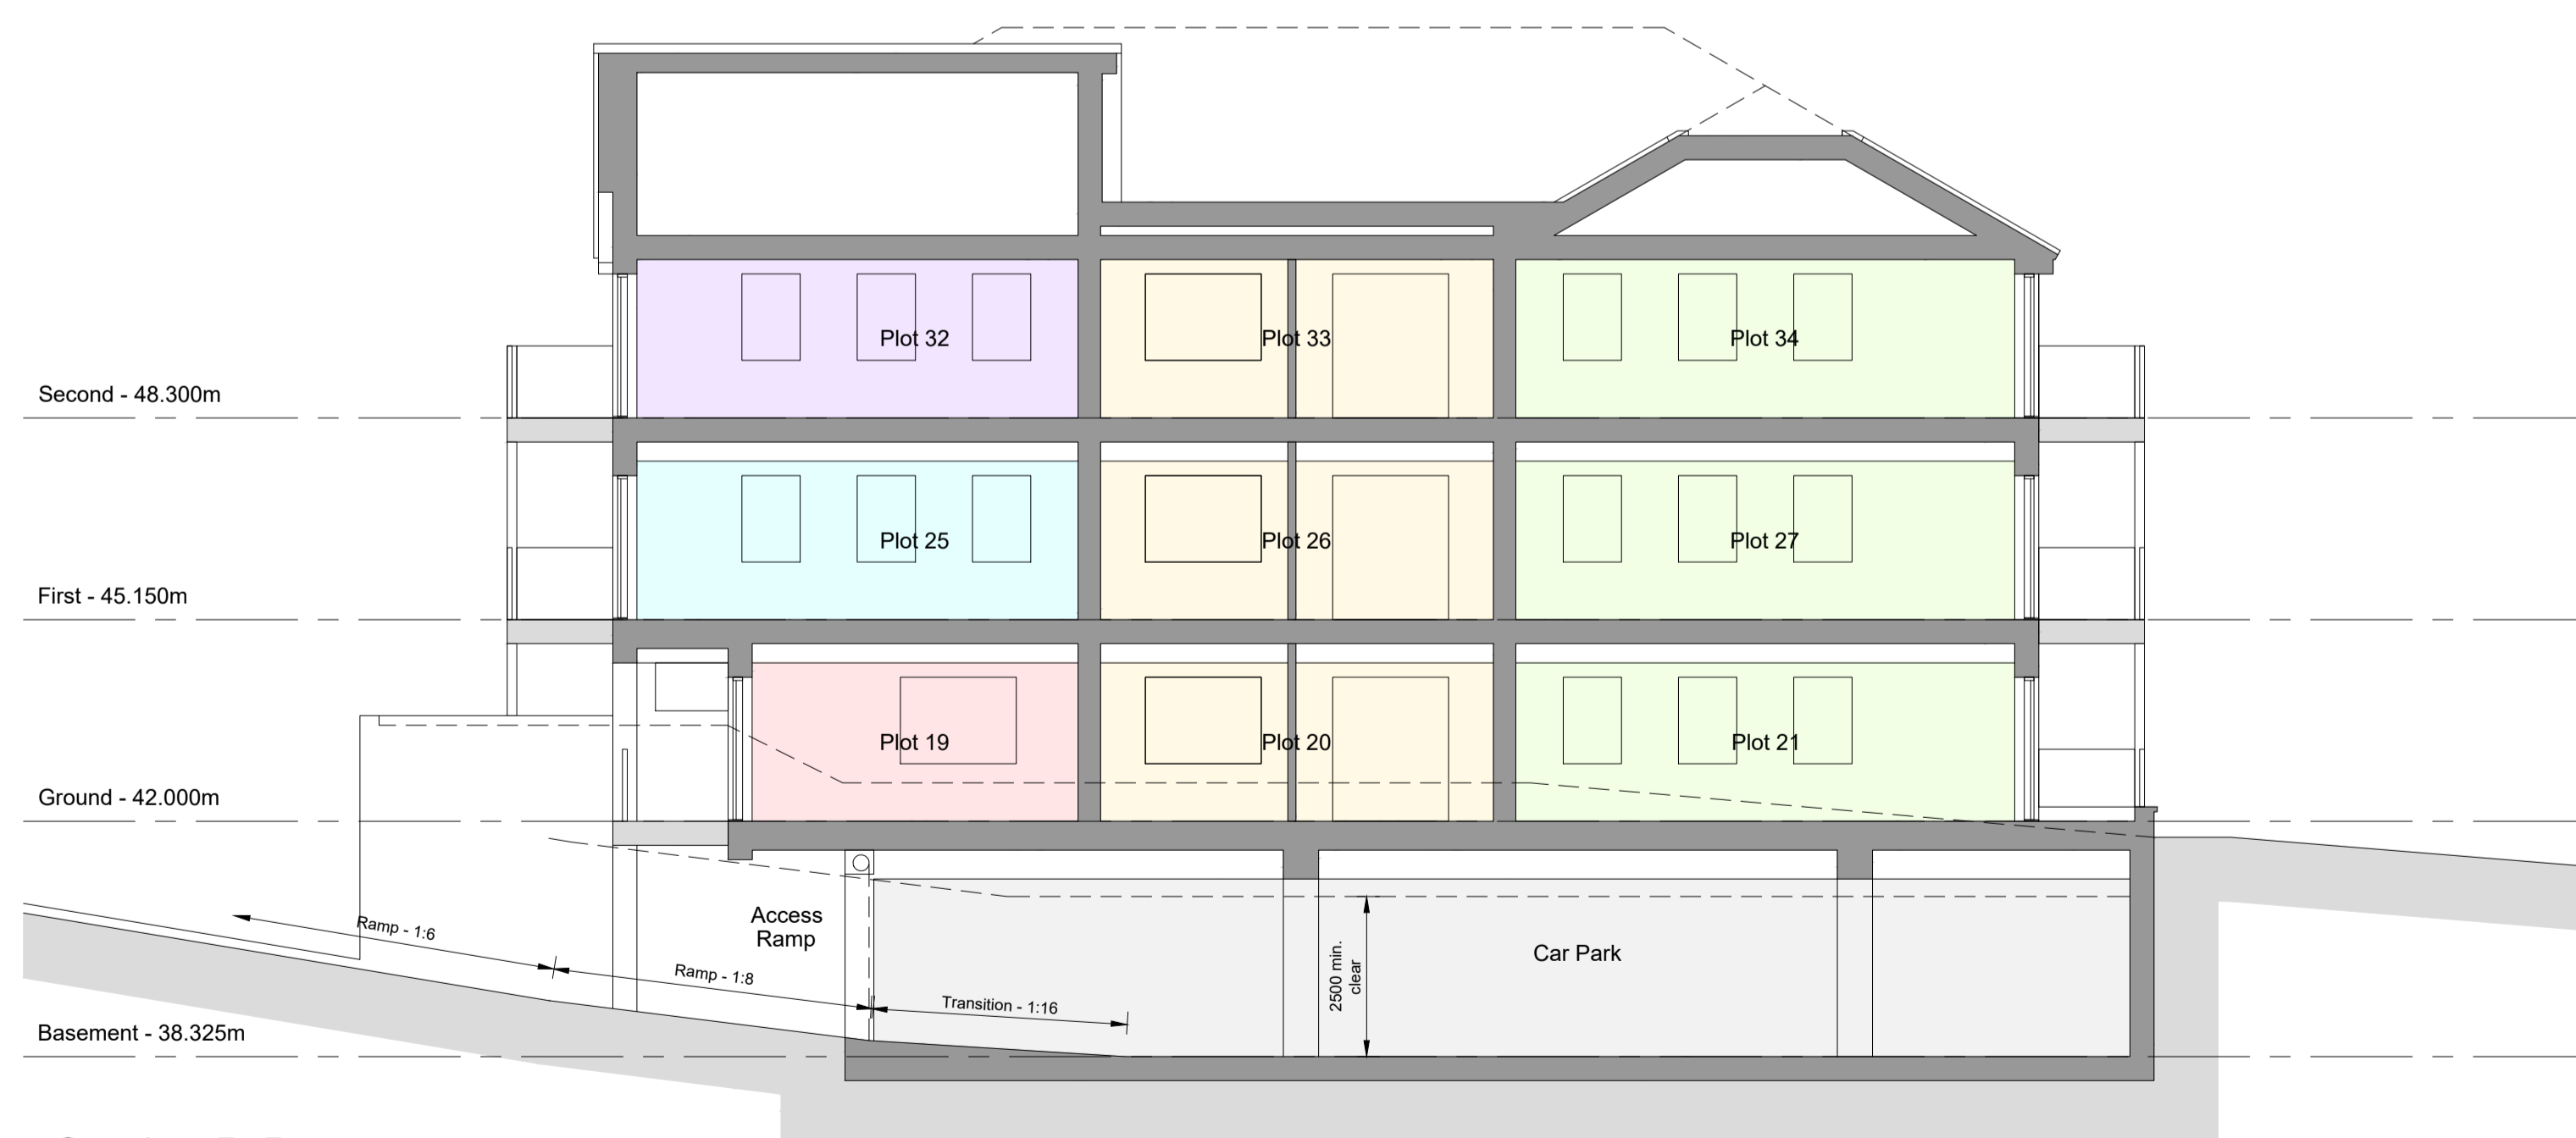 Plot 32
Plot 33
Plot 34
Second - 48.300m
Plot 25
Plot 26
Plot 27
First - 45.150m
Plot 19
Plot 20
Plot 21
Ground - 42.000m
Ramp - 1:6
Access
Ramp
Ramp - 1:8
Transition - 1:16
2500 min.
clear
Car Park
Basement - 38.325m